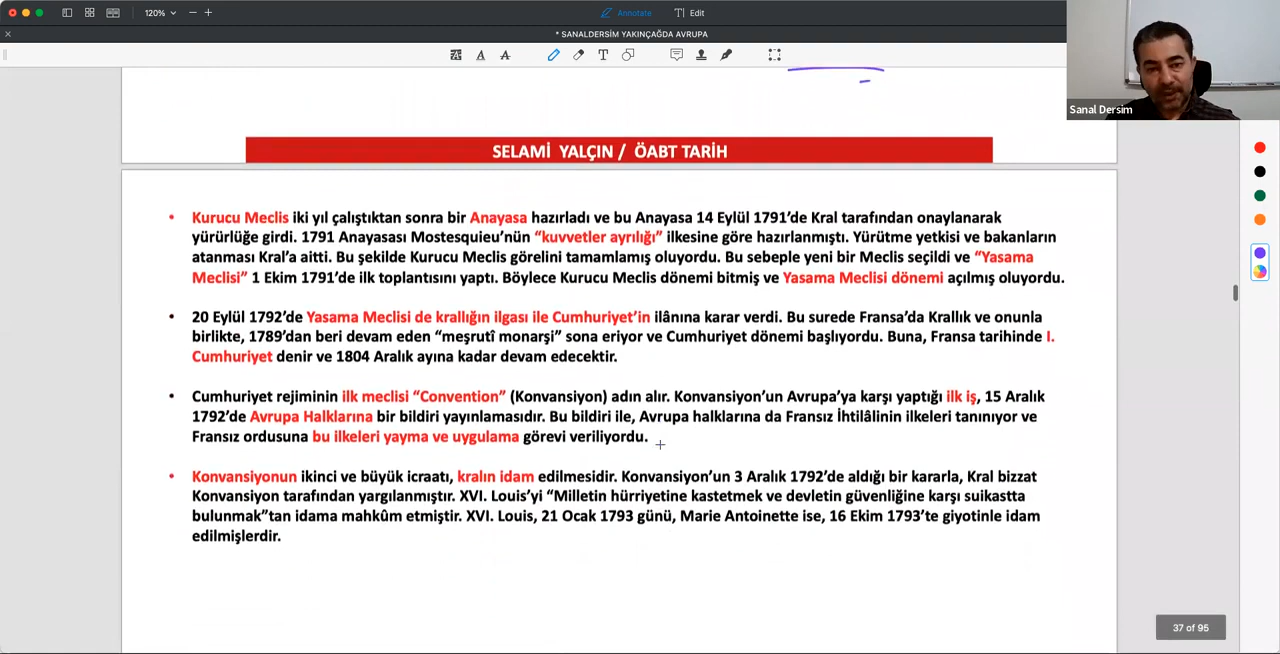 120%
Annotate
Edit
* SANALDERSİM YAKINÇAĞDA AVRUPA
Sanal Dersim
SELAMİ YALÇIN / ÖABT TARİH
• Kurucu Meclis iki yıl çalıştıktan sonra bir Anayasa hazırladı ve bu Anayasa 14 Eylül 1791’de Kral tarafından onaylanarak
yürürlüğe girdi. 1791 Anayasası Mostesquieu’nün “kuvvetler ayrılığı” ilkesine göre hazırlanmıştı. Yürütme yetkisi ve bakanların
atanması Kral’a aitti. Bu şekilde Kurucu Meclis görelini tamamlamış oluyordu. Bu sebeple yeni bir Meclis seçildi ve “Yasama
Meclisi” 1 Ekim 1791’de ilk toplantısını yaptı. Böylece Kurucu Meclis dönemi bitmiş ve Yasama Meclisi dönemi açılmış oluyordu.
• 20 Eylül 1792’de Yasama Meclisi de krallığın ilgası ile Cumhuriyet’in ilânına karar verdi. Bu surede Fransa’da Krallık ve onunla
birlikte, 1789’dan beri devam eden “meşrutî monarşi” sona eriyor ve Cumhuriyet dönemi başlıyordu. Buna, Fransa tarihinde I.
Cumhuriyet denir ve 1804 Aralık ayına kadar devam edecektir.
• Cumhuriyet rejiminin ilk meclisi “Convention” (Konvansiyon) adın alır. Konvansiyon’un Avrupa’ya karşı yaptığı ilk iş, 15 Aralık
1792’de Avrupa Halklarına bir bildiri yayınlamasıdır. Bu bildiri ile, Avrupa halklarına da Fransız İhtilâlinin ilkeleri tanınıyor ve
Fransız ordusuna bu ilkeleri yayma ve uygulama görevi veriliyordu.
• Konvansiyonun ikinci ve büyük icraatı, kralın idam edilmesidir. Konvansiyon’un 3 Aralık 1792’de aldığı bir kararla, Kral bizzat
Konvansiyon tarafından yargılanmıştır. XVI. Louis’yi “Milletin hürriyetine kastetmek ve devletin güvenliğine karşı suikastta
bulunmak”tan idama mahkûm etmiştir. XVI. Louis, 21 Ocak 1793 günü, Marie Antoinette ise, 16 Ekim 1793’te giyotinle idam
edilmişlerdir.
37 of 95